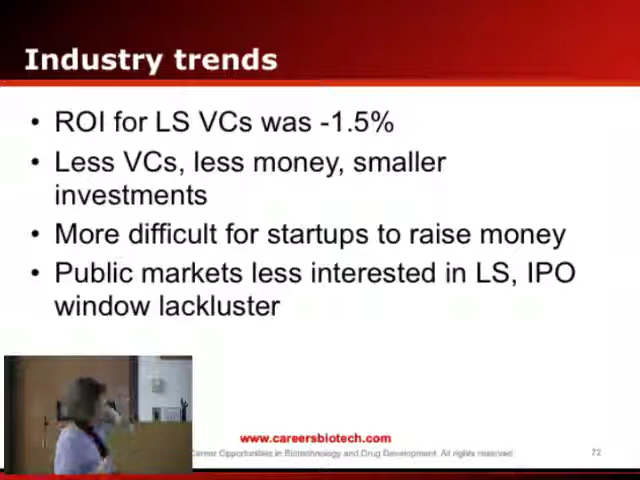 Industry trends
• ROI for LS VCs was -1.5%
• Less VCs, less money, smaller
investments
• More difficult for startups to raise money
• Public markets less interested in LS, IPO
window lackluster
www.careersbiotech.com
Career Opportunities in Biotechnology and Drug Development. All rights reserved.
72